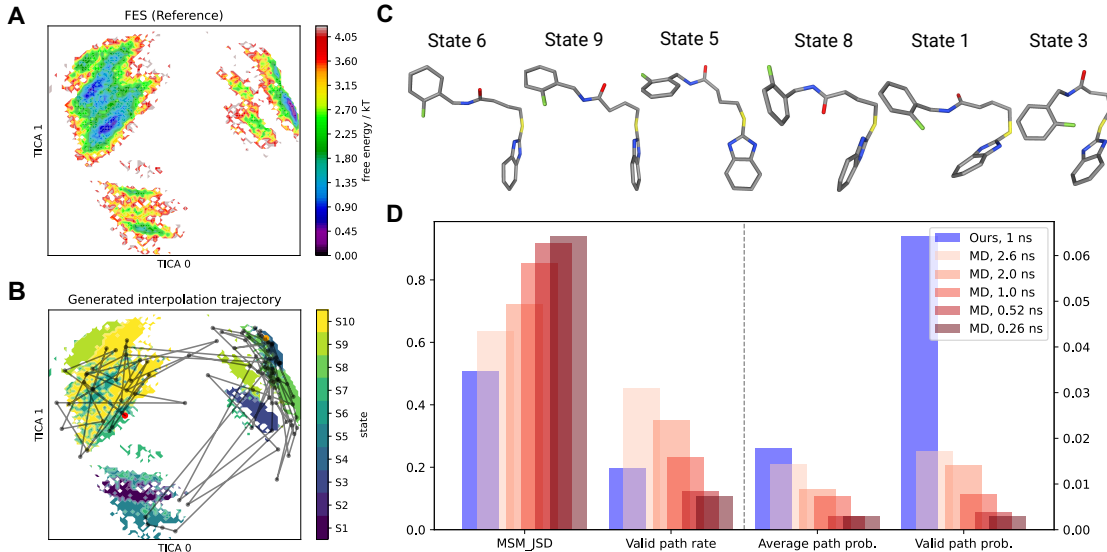 A
FES (Reference)
TICA 1
TICA 0
4.05
3.60
3.15
2.70
2.25
1.80
1.35
0.90
0.45
0.00
free energy / kT
B
Generated interpolation trajectory
TICA 1
TICA 0
S10
S9
S8
S7
S6
S5
S4
S3
S2
S1
state
C
State 6
State 9
State 5
State 8
State 1
State 3
D
0.8
0.6
0.4
0.2
0.0
MSM_JSD
Valid path rate
Average path prob.
Valid path prob.
Ours, 1 ns
MD, 2.6 ns
MD, 2.0 ns
MD, 1.0 ns
MD, 0.52 ns
MD, 0.26 ns
0.06
0.05
0.04
0.03
0.02
0.01
0.00